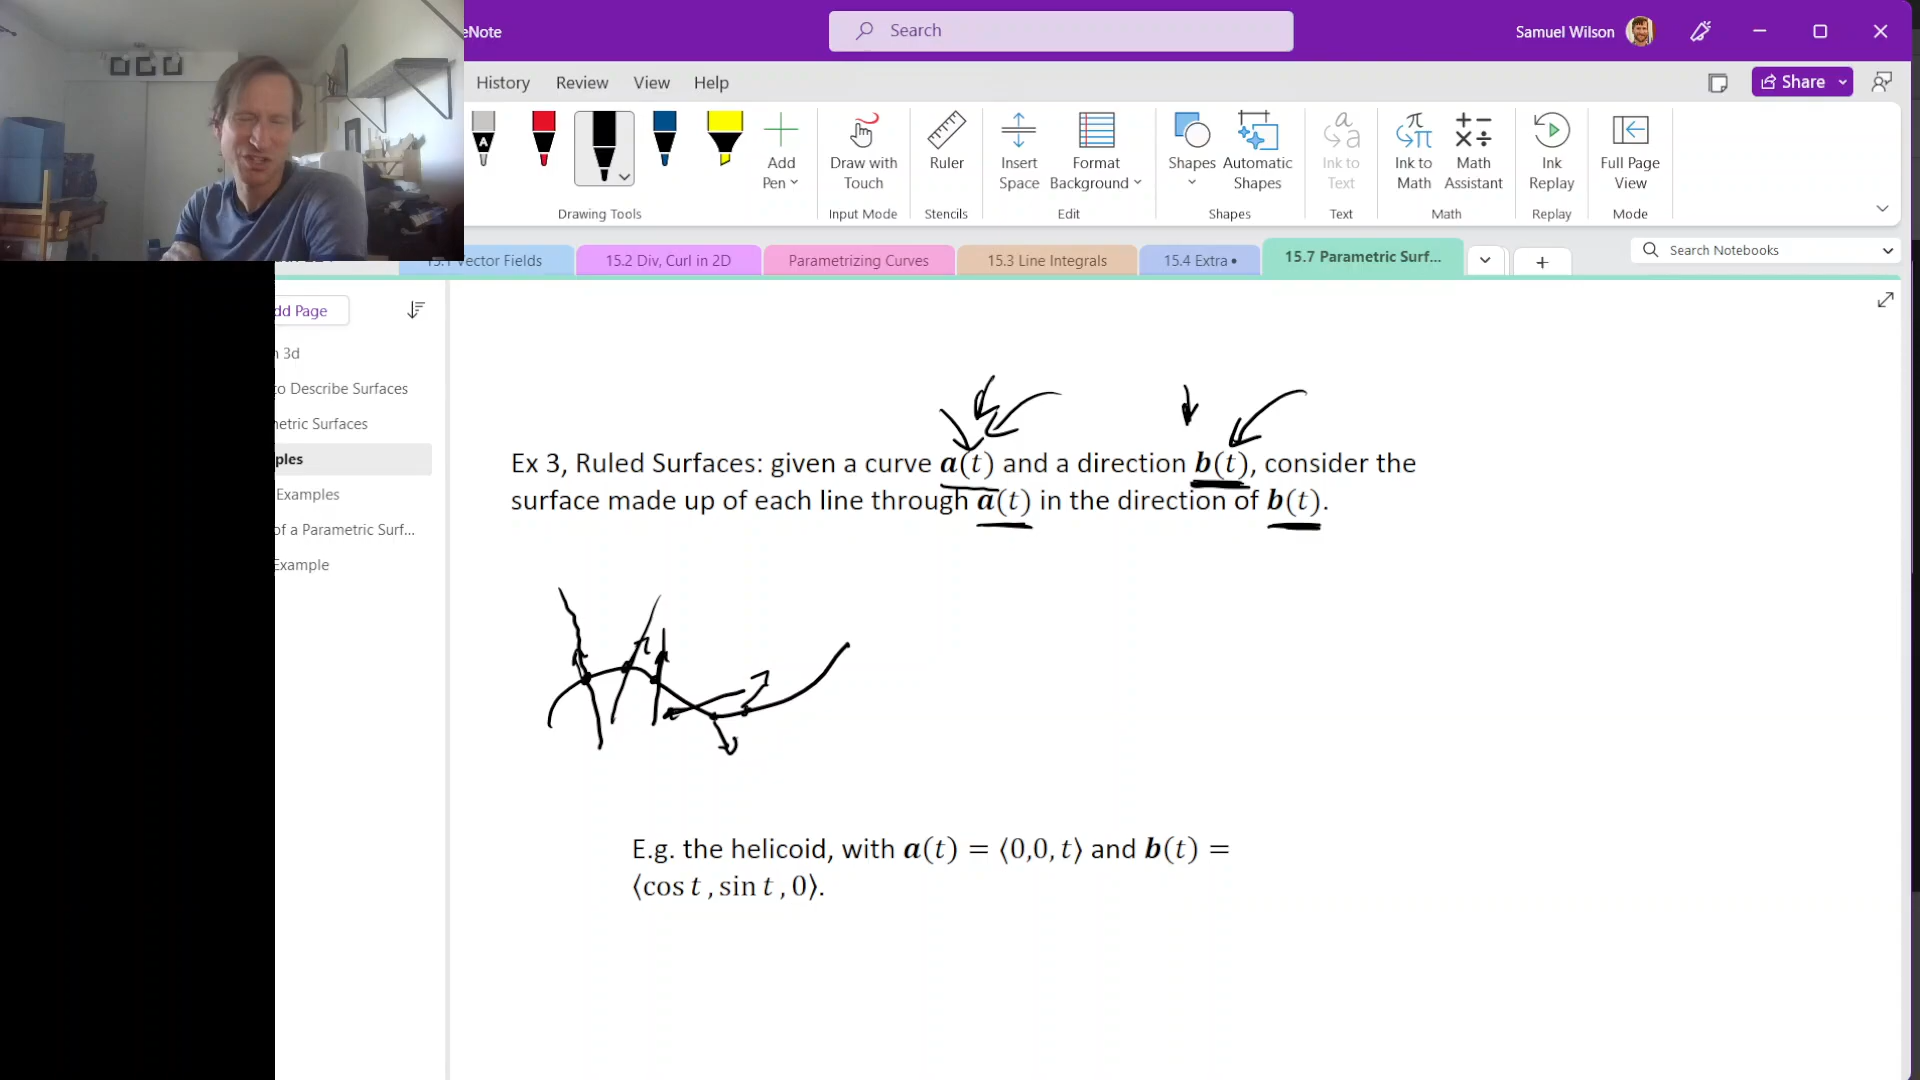 eNote
Search
Samuel Wilson
History Review View Help
Share
A
Add Pen
Draw with Touch
Ruler
Insert Space
Format Background
Shapes
Automatic Shapes
Ink to Text
Ink to Math
Math Assistant
Ink Replay
Full Page View
Drawing Tools
Input Mode
Stencils
Edit
Shapes
Text
Math
Replay
Mode
15.1 Vector Fields
15.2 Div, Curl in 2D
Parametrizing Curves
15.3 Line Integrals
15.4 Extra •
15.7 Parametric Surf...
Search Notebooks
dd Page
n 3d
to Describe Surfaces
netric Surfaces
ples
Examples
of a Parametric Surf...
Example
Ex 3, Ruled Surfaces: given a curve a(t) and a direction b(t), consider the
surface made up of each line through a(t) in the direction of b(t).
E.g. the helicoid, with a(t) = ⟨0,0, t⟩ and b(t) =
⟨cos t , sin t , 0⟩.